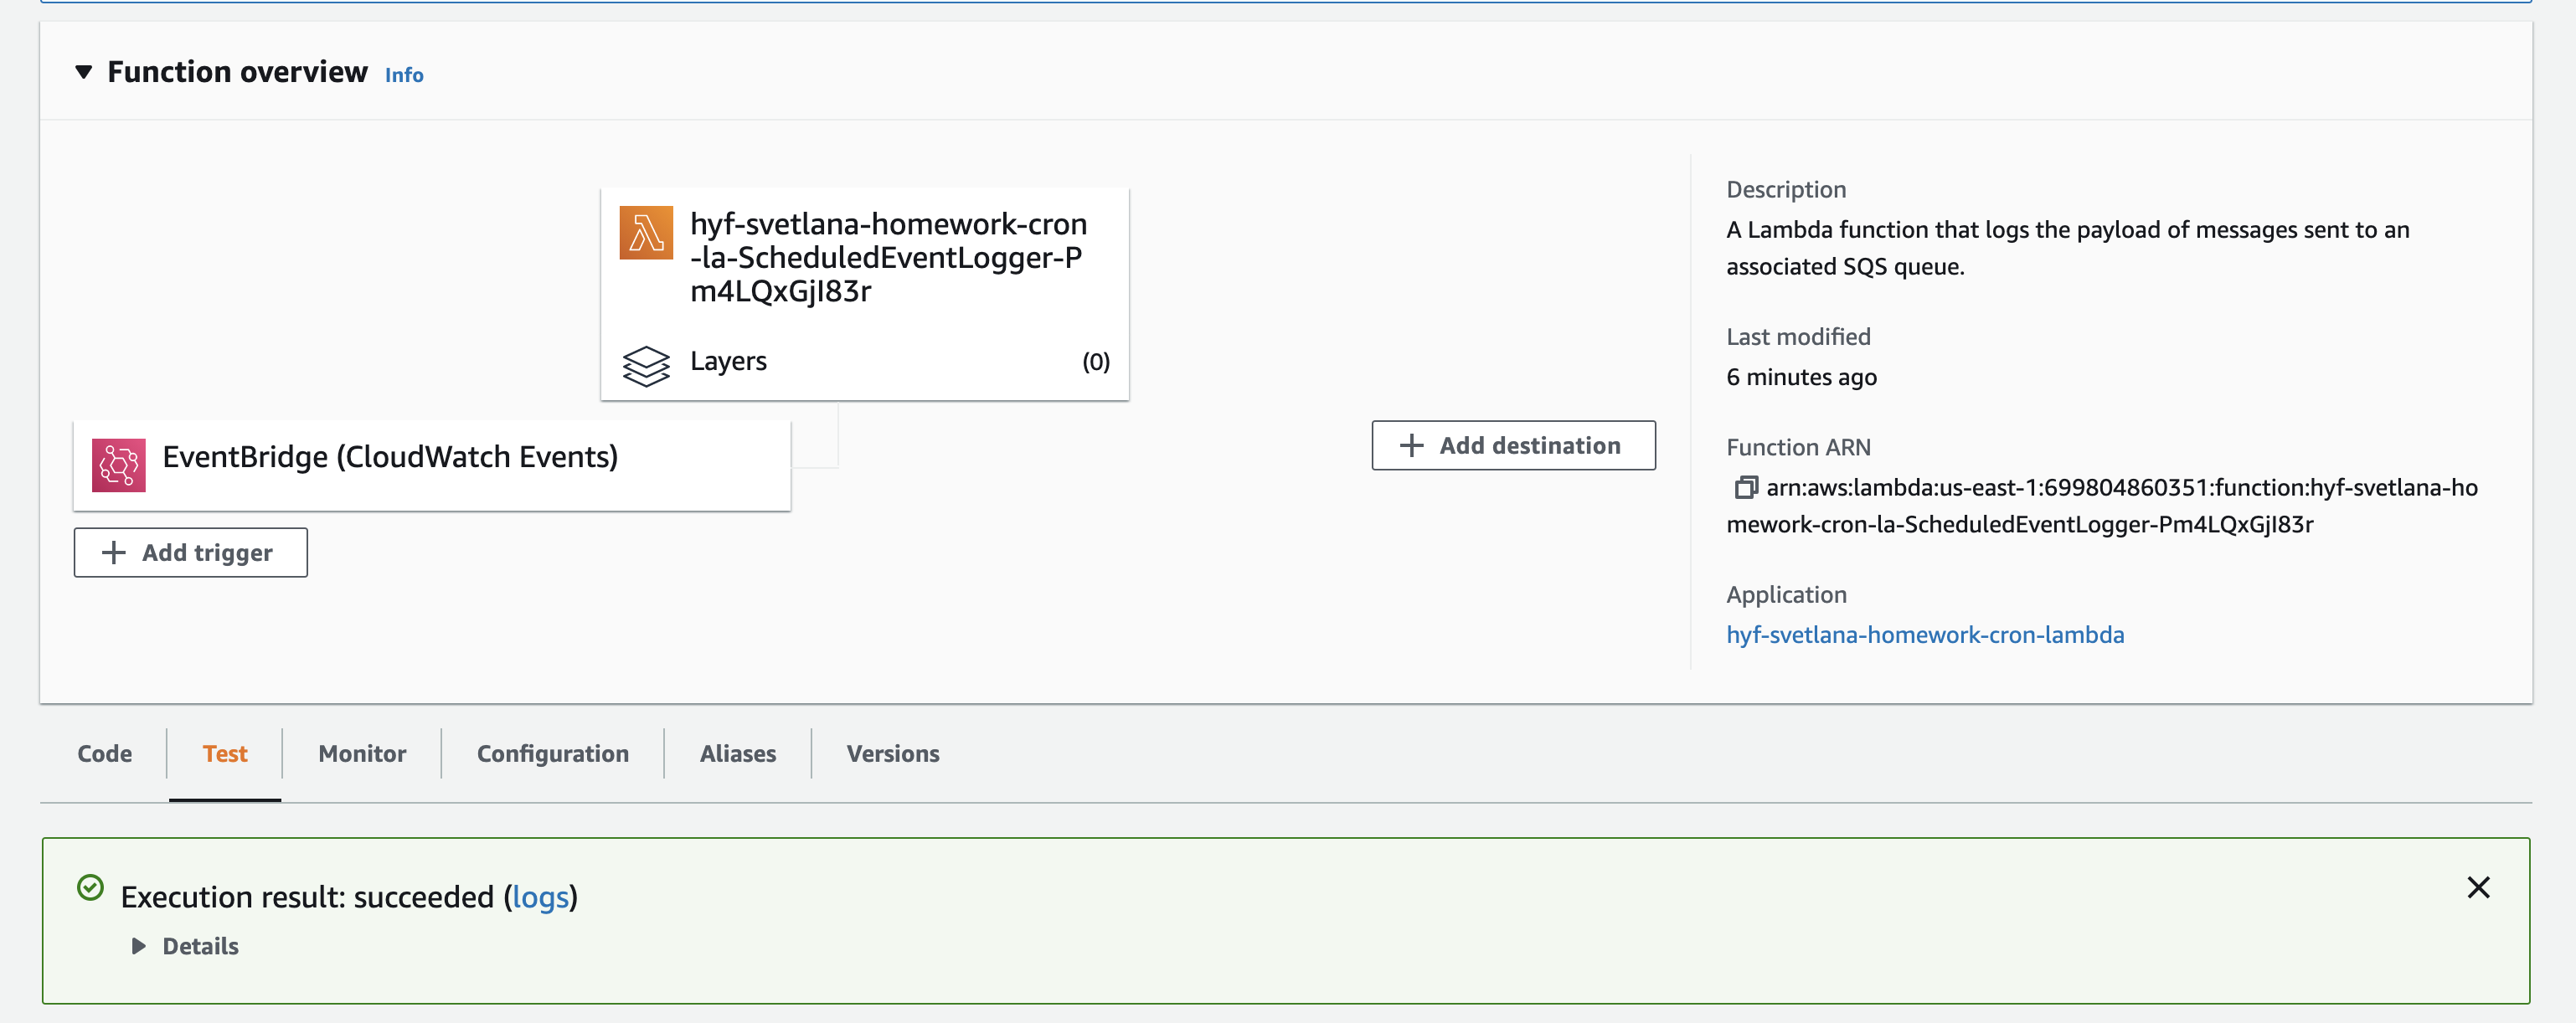 Function overview Info
hyf-svetlana-homework-cron
-la-ScheduledEventLogger-P
m4LQxGjI83r
Layers (0)
EventBridge (CloudWatch Events)
Add trigger
Add destination
Description
A Lambda function that logs the payload of messages sent to an
associated SQS queue.
Last modified
6 minutes ago
Function ARN
arn:aws:lambda:us-east-1:699804860351:function:hyf-svetlana-ho
mework-cron-la-ScheduledEventLogger-Pm4LQxGjI83r
Application
hyf-svetlana-homework-cron-lambda
Code Test Monitor Configuration Aliases Versions
Execution result: succeeded (logs)
Details